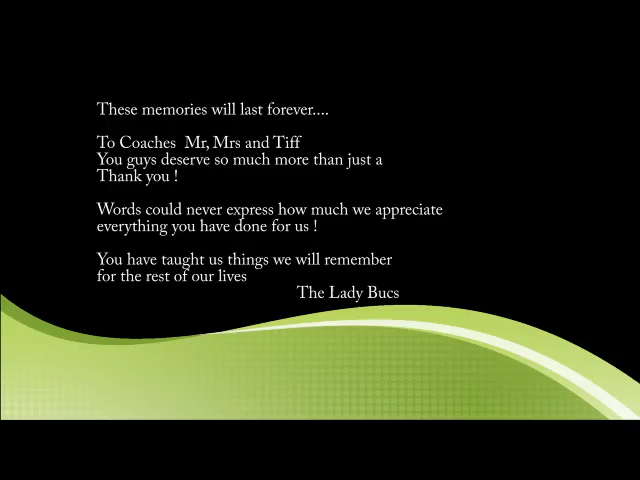 These memories will last forever....
To Coaches  Mr, Mrs and Tiff
You guys deserve so much more than just a
Thank you !
Words could never express how much we appreciate
everything you have done for us !
You have taught us things we will remember
for the rest of our lives
The Lady Bucs